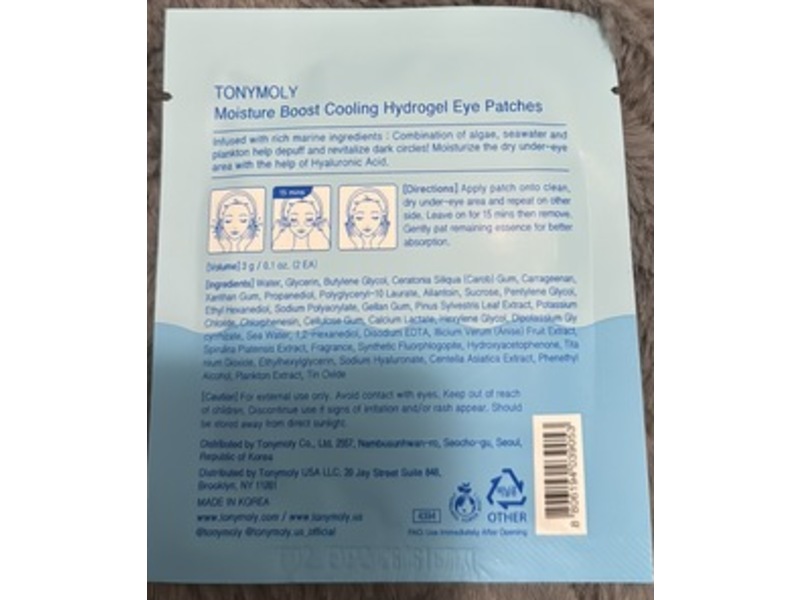 TONYMOLY
Moisture Boost Cooling Hydrogel Eye Patches
Infused with rich marine ingredients : Combination of algae, seawater and
plankton help depuff and revitalize dark circles! Moisturize the dry under-eye
area with the help of Hyaluronic Acid.
15 mins
[Directions] Apply patch onto clean,
dry under-eye area and repeat on other
side. Leave on for 15 mins then remove.
Gently pat remaining essence for better
absorption.
[Volume] 3 g / 0.1 oz. (2 EA)
[Ingredients] Water, Glycerin, Butylene Glycol, Ceratonia Siliqua (Carob) Gum, Carrageenan,
Xanthan Gum, Propanediol, Polyglyceryl-10 Laurate, Allantoin, Sucrose, Pentylene Glycol,
Ethyl Hexanediol, Sodium Polyacrylate, Gellan Gum, Pinus Sylvestris Leaf Extract, Potassium
Chloride, Chlorphenesin, Cellulose Gum, Calcium Lactate, Hexylene Glycol, Dipotassium Gly
cyrrhizate, Sea Water, 1,2-Hexanediol, Disodium EDTA, Illicium Verum (Anise) Fruit Extract,
Spirulina Platensis Extract, Fragrance, Synthetic Fluorphlogopite, Hydroxyacetophenone, Tita
nium Dioxide, Ethylhexylglycerin, Sodium Hyaluronate, Centella Asiatica Extract, Phenethyl
Alcohol, Plankton Extract, Tin Oxide
[Caution] For external use only. Avoid contact with eyes. Keep out of reach
of children. Discontinue use if signs of irritation and/or rash appear. Should
be stored away from direct sunlight.
Distributed by Tonymoly Co., Ltd. 2557, Nambusunhwan-ro, Seocho-gu, Seoul,
Republic of Korea
Distributed by Tonymoly USA LLC; 20 Jay Street Suite 848,
Brooklyn, NY 11201
MADE IN KOREA
www.tonymoly.com / www.tonymoly.us
@tonymoly @tonymoly.us_official
OTHER
PAO: Use Immediately After Opening
8 806194 039053